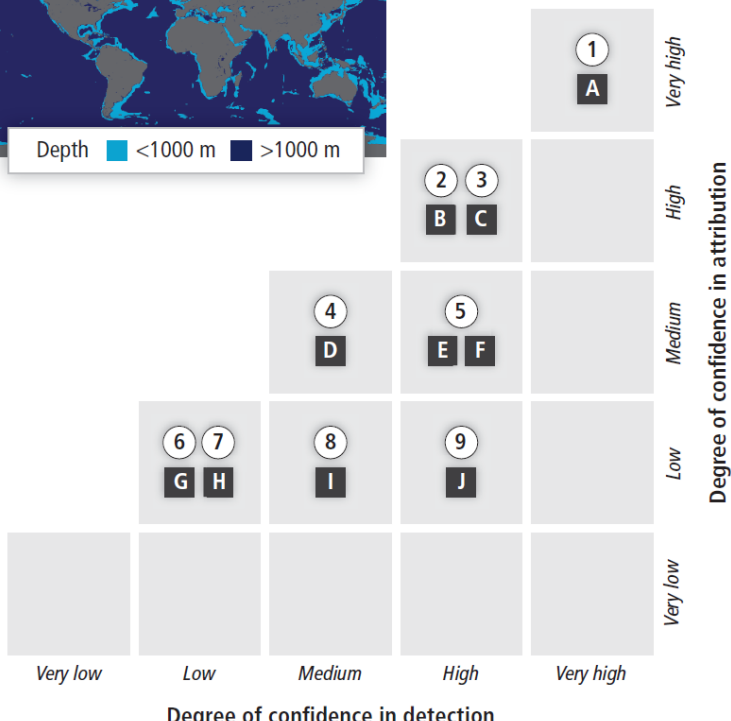 1
A
Very high
Depth <1000 m >1000 m
2 3
B C
High
4 5
D E F
Medium
6 7 8 9
G H I J
Low
Very low
Degree of confidence in attribution
Very low Low Medium High Very high
Degree of confidence in detection